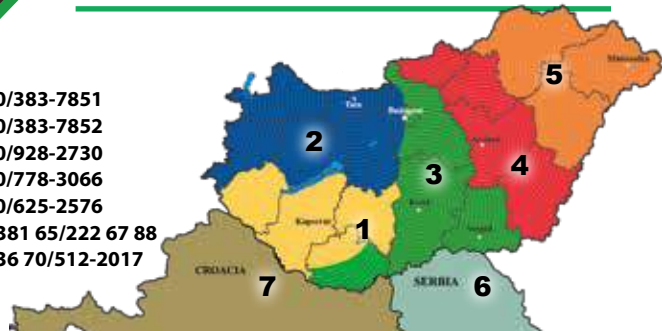 0/383-7851
0/383-7852
0/928-2730
0/778-3066
0/625-2576
381 65/222 67 88
36 70/512-2017
5
Tata
Budapest
2
3
4
1
Kaposvár
CROACIA
7
SERBIA
6